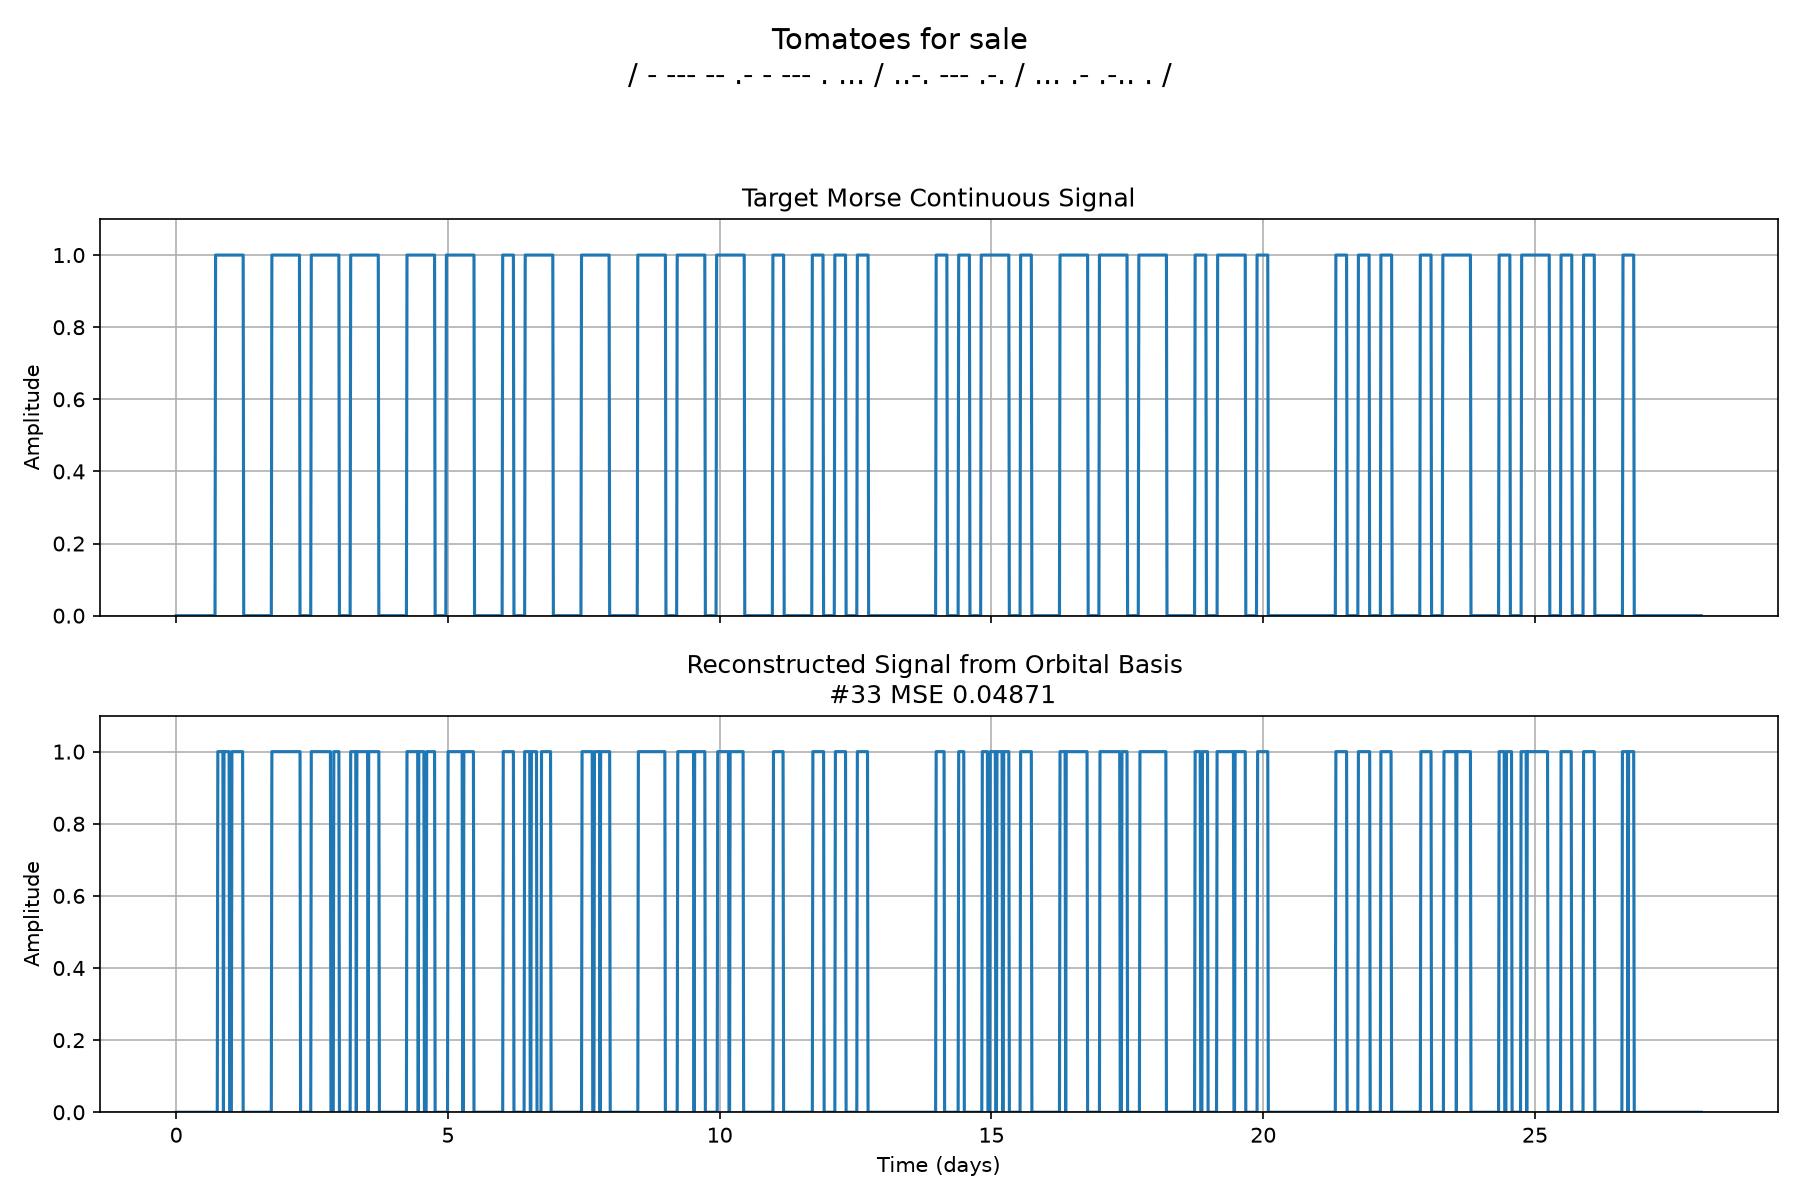 Tomatoes for sale
/ - --- -- .- - --- . ... / ..-. --- .-. / ... .- .-.. . /
Target Morse Continuous Signal
Amplitude
1.0
0.8
0.6
0.4
0.2
0.0
Reconstructed Signal from Orbital Basis
#33 MSE 0.04871
Amplitude
1.0
0.8
0.6
0.4
0.2
0.0
0 5 10 15 20 25
Time (days)